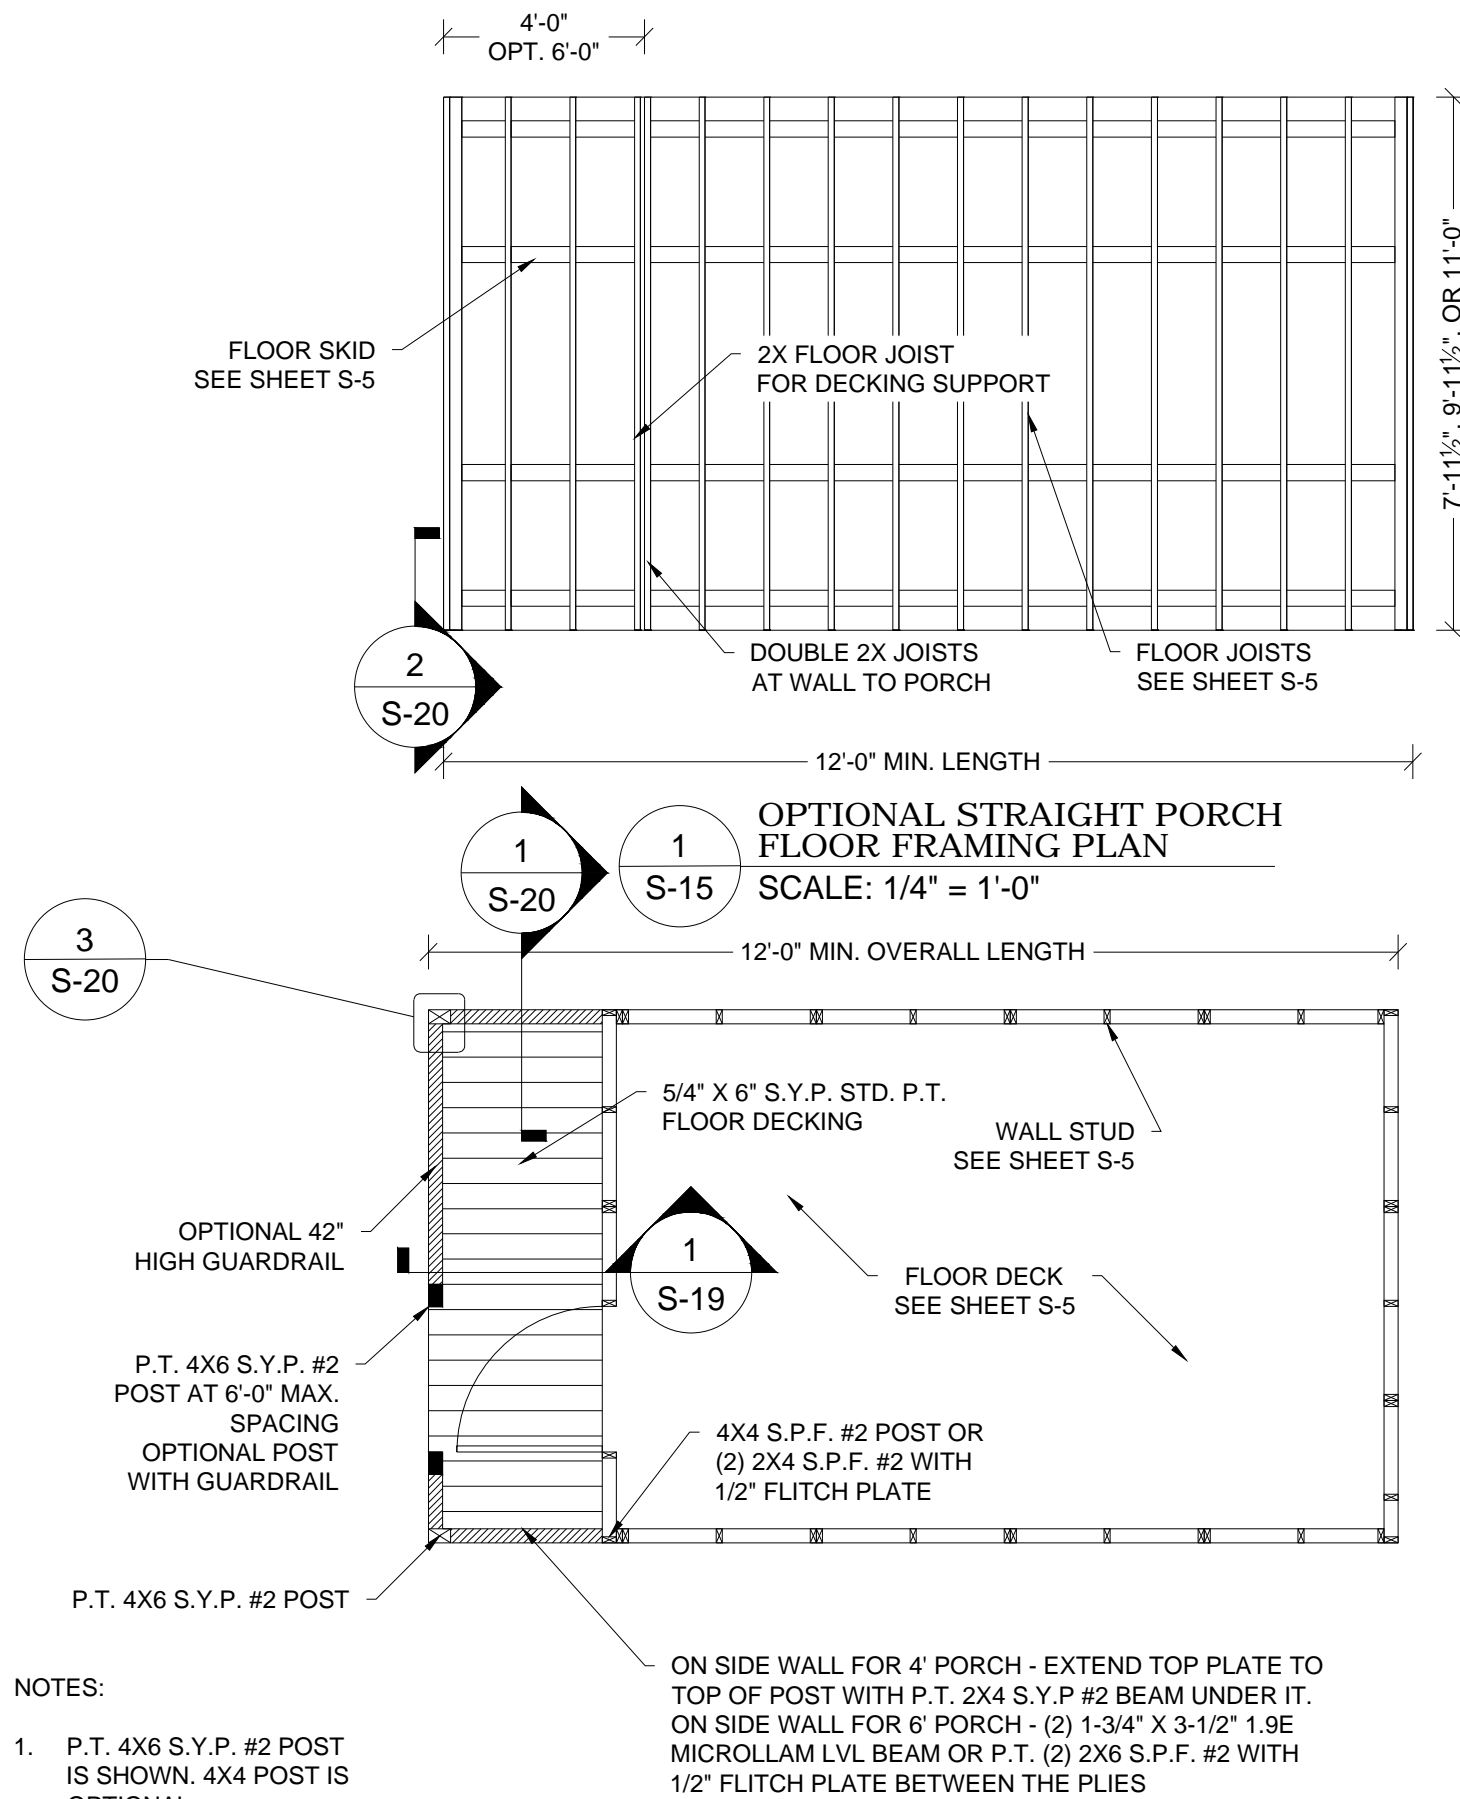 4'-0"
OPT. 6'-0"
7'-11½", 9'-11½", OR 11'-0"
FLOOR SKID
SEE SHEET S-5
2X FLOOR JOIST
FOR DECKING SUPPORT
DOUBLE 2X JOISTS
AT WALL TO PORCH
FLOOR JOISTS
SEE SHEET S-5
2
S-20
12'-0" MIN. LENGTH
1
S-20
1
S-15
OPTIONAL STRAIGHT PORCH
FLOOR FRAMING PLAN
SCALE: 1/4" = 1'-0"
3
S-20
12'-0" MIN. OVERALL LENGTH
5/4" X 6" S.Y.P. STD. P.T.
FLOOR DECKING
WALL STUD
SEE SHEET S-5
OPTIONAL 42"
HIGH GUARDRAIL
1
S-19
FLOOR DECK
SEE SHEET S-5
P.T. 4X6 S.Y.P. #2
POST AT 6'-0" MAX.
SPACING
OPTIONAL POST
WITH GUARDRAIL
4X4 S.P.F. #2 POST OR
(2) 2X4 S.P.F. #2 WITH
1/2" FLITCH PLATE
P.T. 4X6 S.Y.P. #2 POST
ON SIDE WALL FOR 4' PORCH - EXTEND TOP PLATE TO
TOP OF POST WITH P.T. 2X4 S.Y.P #2 BEAM UNDER IT.
ON SIDE WALL FOR 6' PORCH - (2) 1-3/4" X 3-1/2" 1.9E
MICROLLAM LVL BEAM OR P.T. (2) 2X6 S.P.F. #2 WITH
1/2" FLITCH PLATE BETWEEN THE PLIES
NOTES:
1. P.T. 4X6 S.Y.P. #2 POST
IS SHOWN. 4X4 POST IS
OPTIONAL